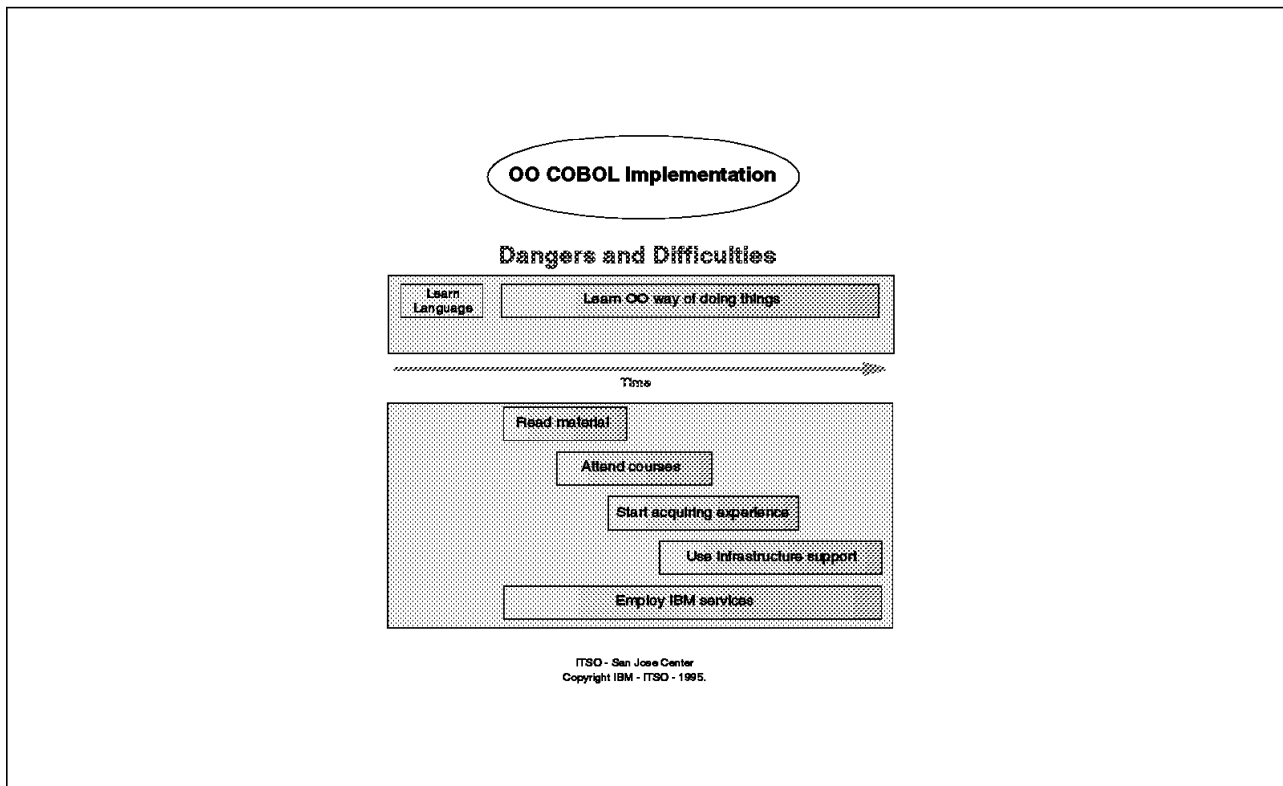 OO COBOL Implementation
Dangers and Difficulties
Learn
Language
Learn OO way of doing things
Time
Read material
Attend courses
Start acquiring experience
Use infrastructure support
Employ IBM services
ITSO - San Jose Center
Copyright IBM - ITSO - 1995.